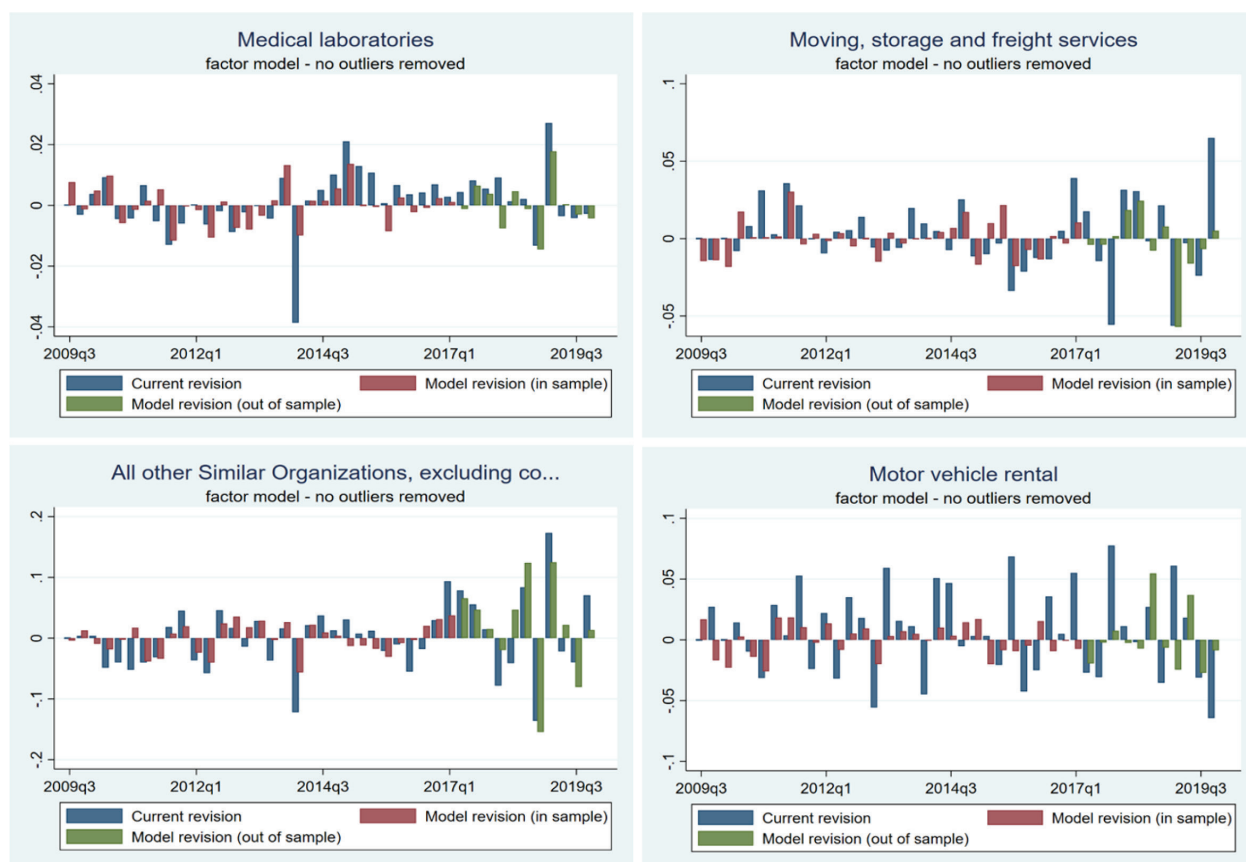 Medical laboratories
factor model - no outliers removed
.04
.02
0
-.02
-.04
2009q3 2012q1 2014q3 2017q1 2019q3
Current revision Model revision (in sample)
Model revision (out of sample)
Moving, storage and freight services
factor model - no outliers removed
.1
.05
0
-.05
2009q3 2012q1 2014q3 2017q1 2019q3
Current revision Model revision (in sample)
Model revision (out of sample)
All other Similar Organizations, excluding co...
factor model - no outliers removed
.2
.1
0
-.1
-.2
2009q3 2012q1 2014q3 2017q1 2019q3
Current revision Model revision (in sample)
Model revision (out of sample)
Motor vehicle rental
factor model - no outliers removed
.1
.05
0
-.05
-.1
2009q3 2012q1 2014q3 2017q1 2019q3
Current revision Model revision (in sample)
Model revision (out of sample)